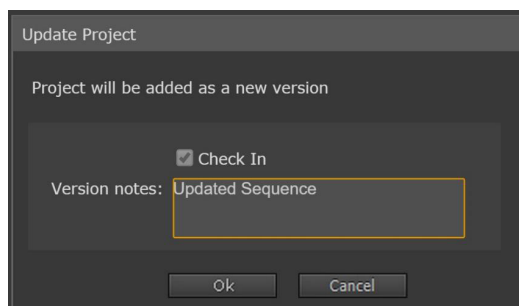 Update Project
Project will be added as a new version
Check In
Version notes: Updated Sequence
Ok Cancel